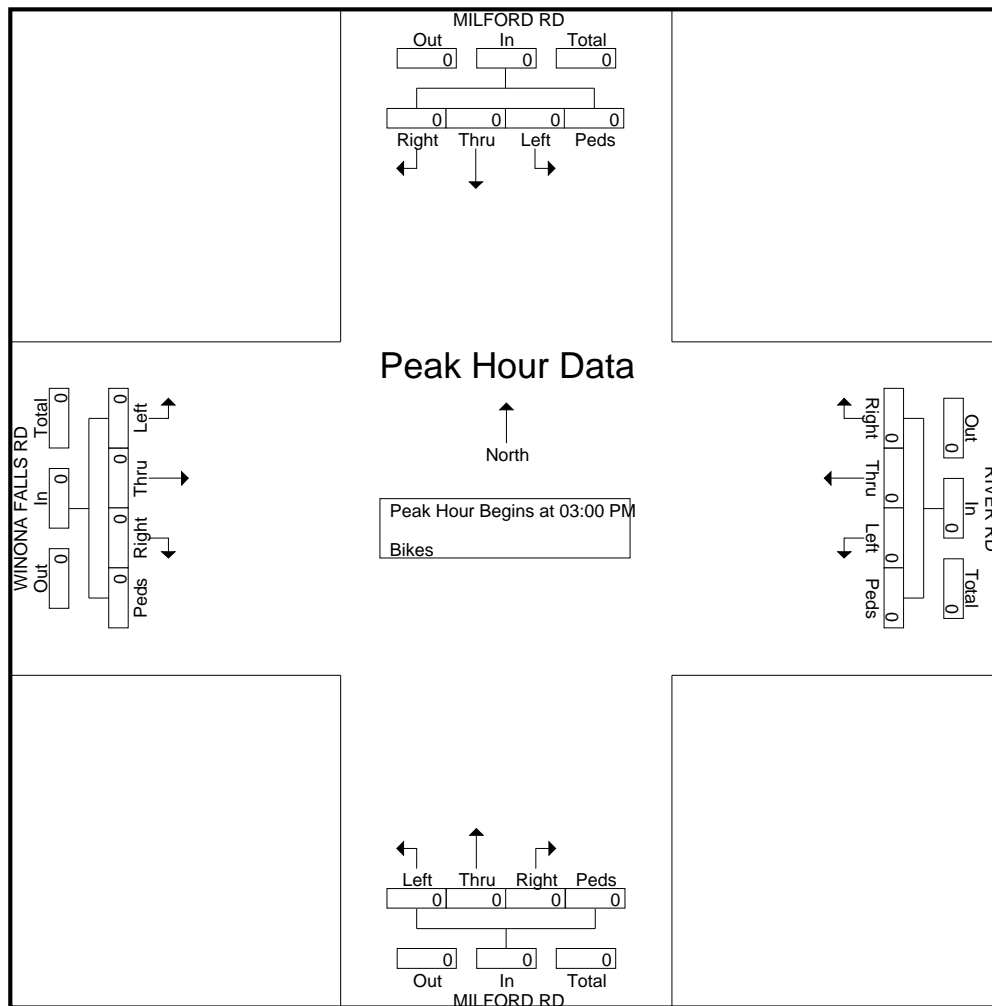 MILFORD RD
Out In Total
0 0 0
0 0 0 0
Right Thru Left Peds
Peak Hour Data
North
Peak Hour Begins at 03:00 PM
Bikes
WINONA FALLS RD
Out In Total
0 0 0
0 0 0 0
Peds Right Thru Left
RIVER RD
Out In Total
0 0 0
0 0 0 0
Right Thru Left Peds
Left Thru Right Peds
0 0 0 0
0 0 0
Out In Total
MILFORD RD